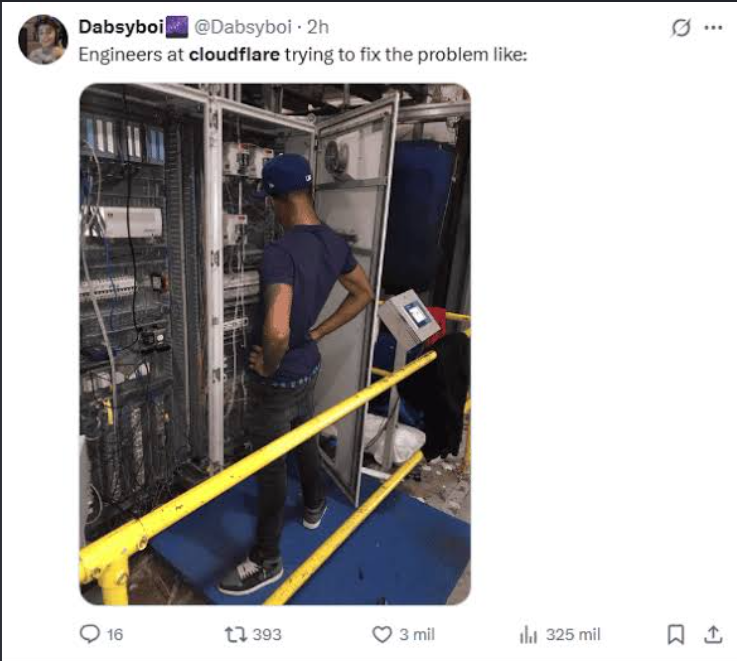 Dabsyboi @Dabsyboi · 2h
Engineers at cloudflare trying to fix the problem like:
16 393 3 mil 325 mil